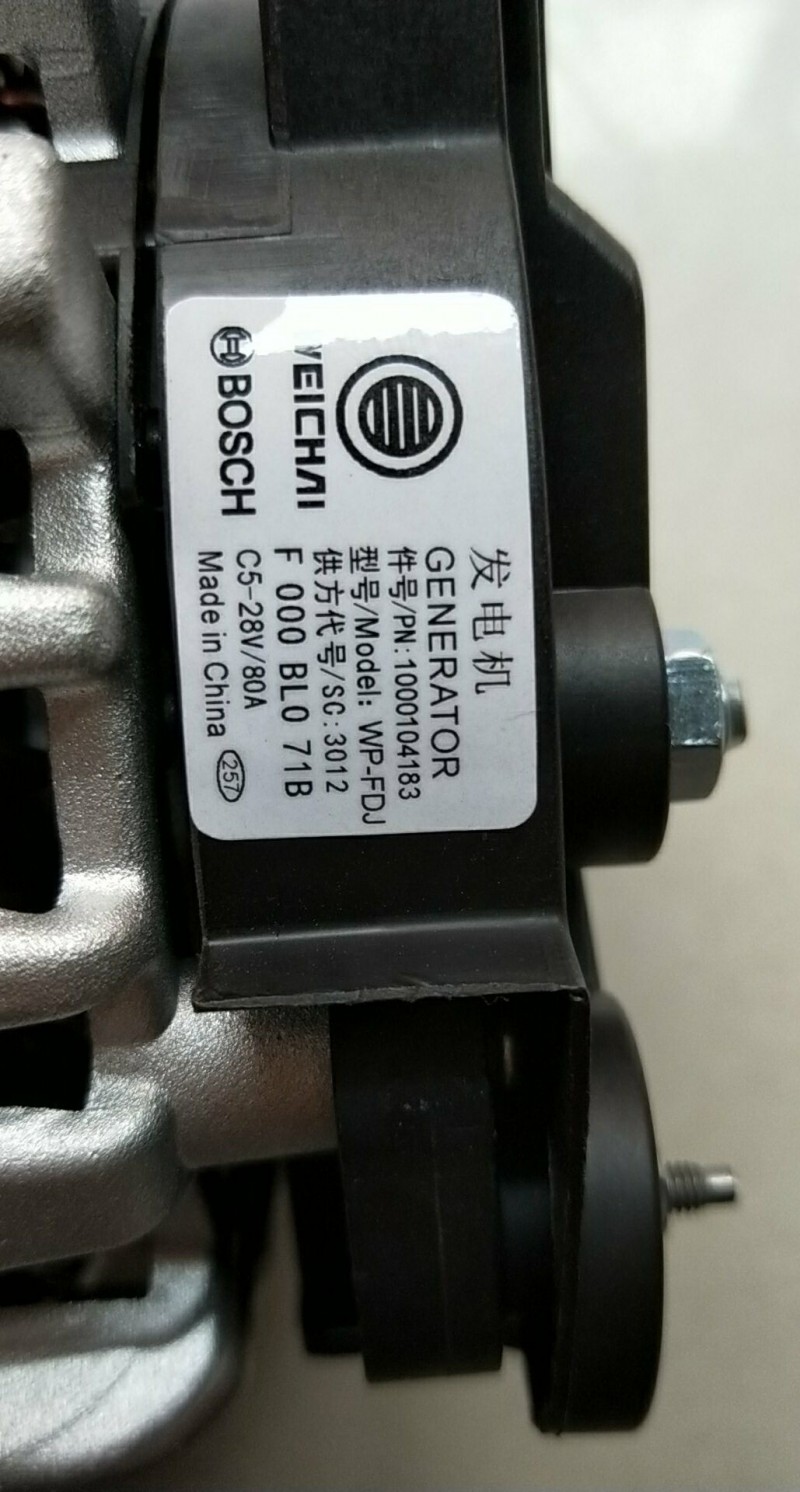 WEICHAI
BOSCH
发电机
GENERATOR
件号/PN:1000104183
型号/Model: WP-FDJ
供方代号/SC:3012
F 000 BL0 71B
C5-28V/80A
Made in China 257